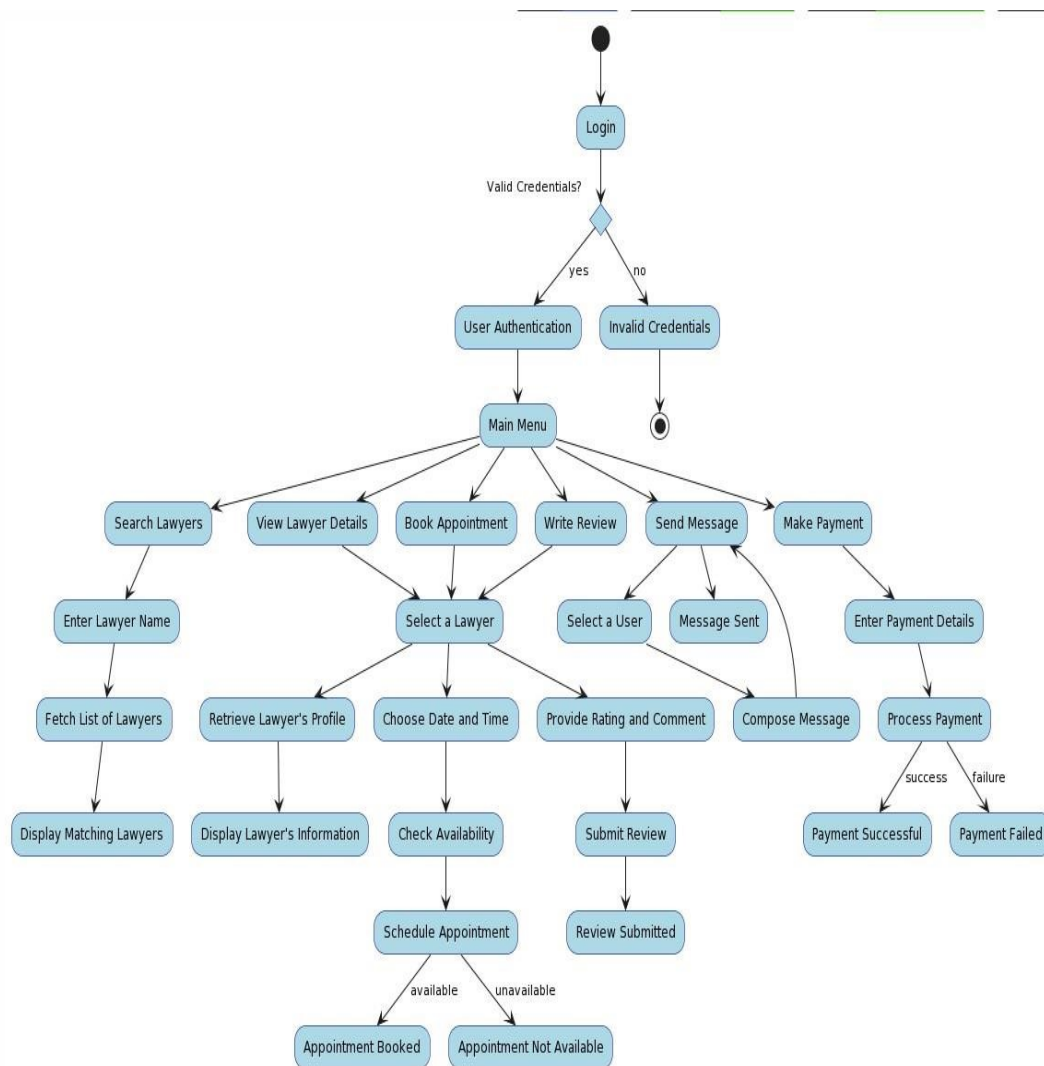 Login
Valid Credentials?
yes
no
User Authentication
Invalid Credentials
Main Menu
Search Lawyers
View Lawyer Details
Book Appointment
Write Review
Send Message
Make Payment
Enter Lawyer Name
Select a Lawyer
Select a User
Message Sent
Enter Payment Details
Fetch List of Lawyers
Retrieve Lawyer's Profile
Choose Date and Time
Provide Rating and Comment
Compose Message
Process Payment
success
failure
Display Matching Lawyers
Display Lawyer's Information
Check Availability
Submit Review
Payment Successful
Payment Failed
Schedule Appointment
Review Submitted
available
unavailable
Appointment Booked
Appointment Not Available